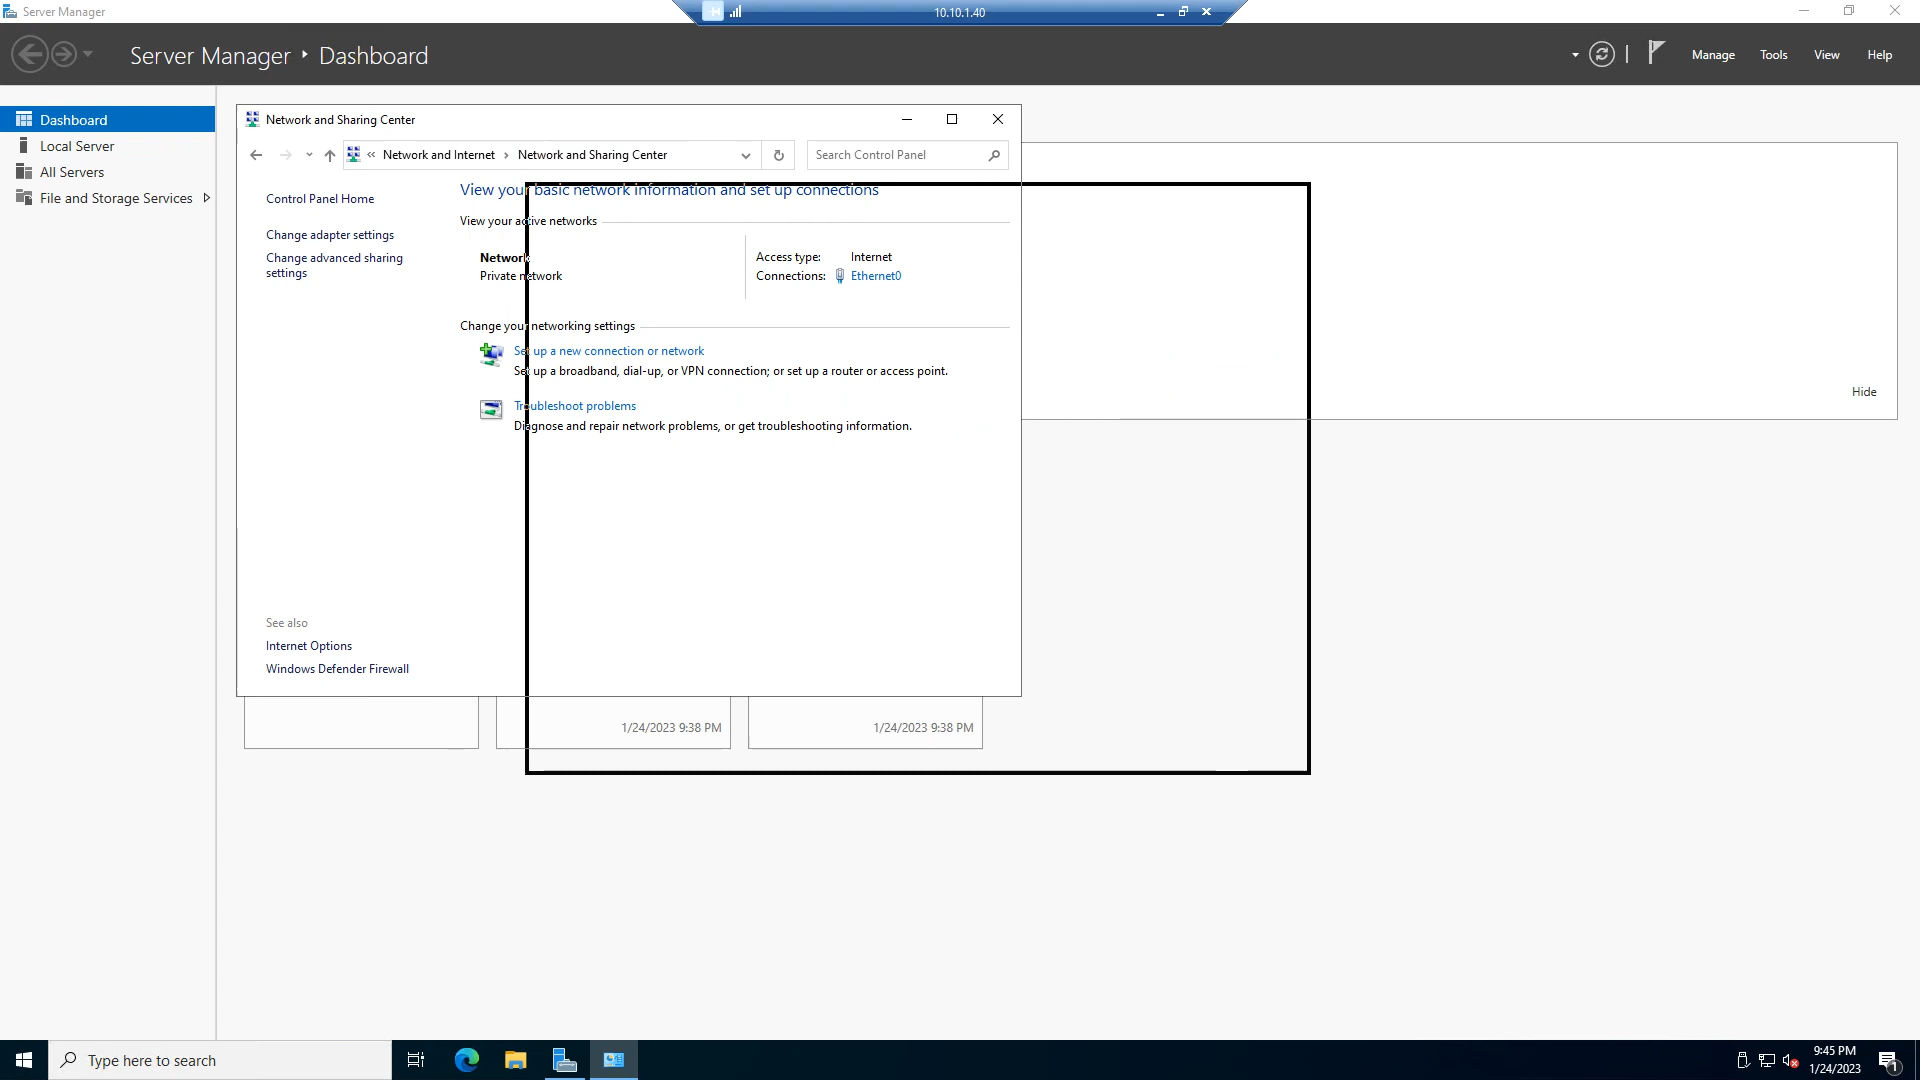 Server Manager
10.10.1.40
Server Manager Dashboard
Manage Tools View Help
Dashboard
Local Server
All Servers
File and Storage Services
Network and Sharing Center
« Network and Internet › Network and Sharing Center
Search Control Panel
Control Panel Home
Change adapter settings
Change advanced sharing
settings
View your basic network information and set up connections
View your active networks
Network
Private network
Access type: Internet
Connections: Ethernet0
Change your networking settings
Set up a new connection or network
Set up a broadband, dial-up, or VPN connection; or set up a router or access point.
Troubleshoot problems
Diagnose and repair network problems, or get troubleshooting information.
See also
Internet Options
Windows Defender Firewall
Hide
1/24/2023 9:38 PM
1/24/2023 9:38 PM
Type here to search
9:45 PM
1/24/2023
1